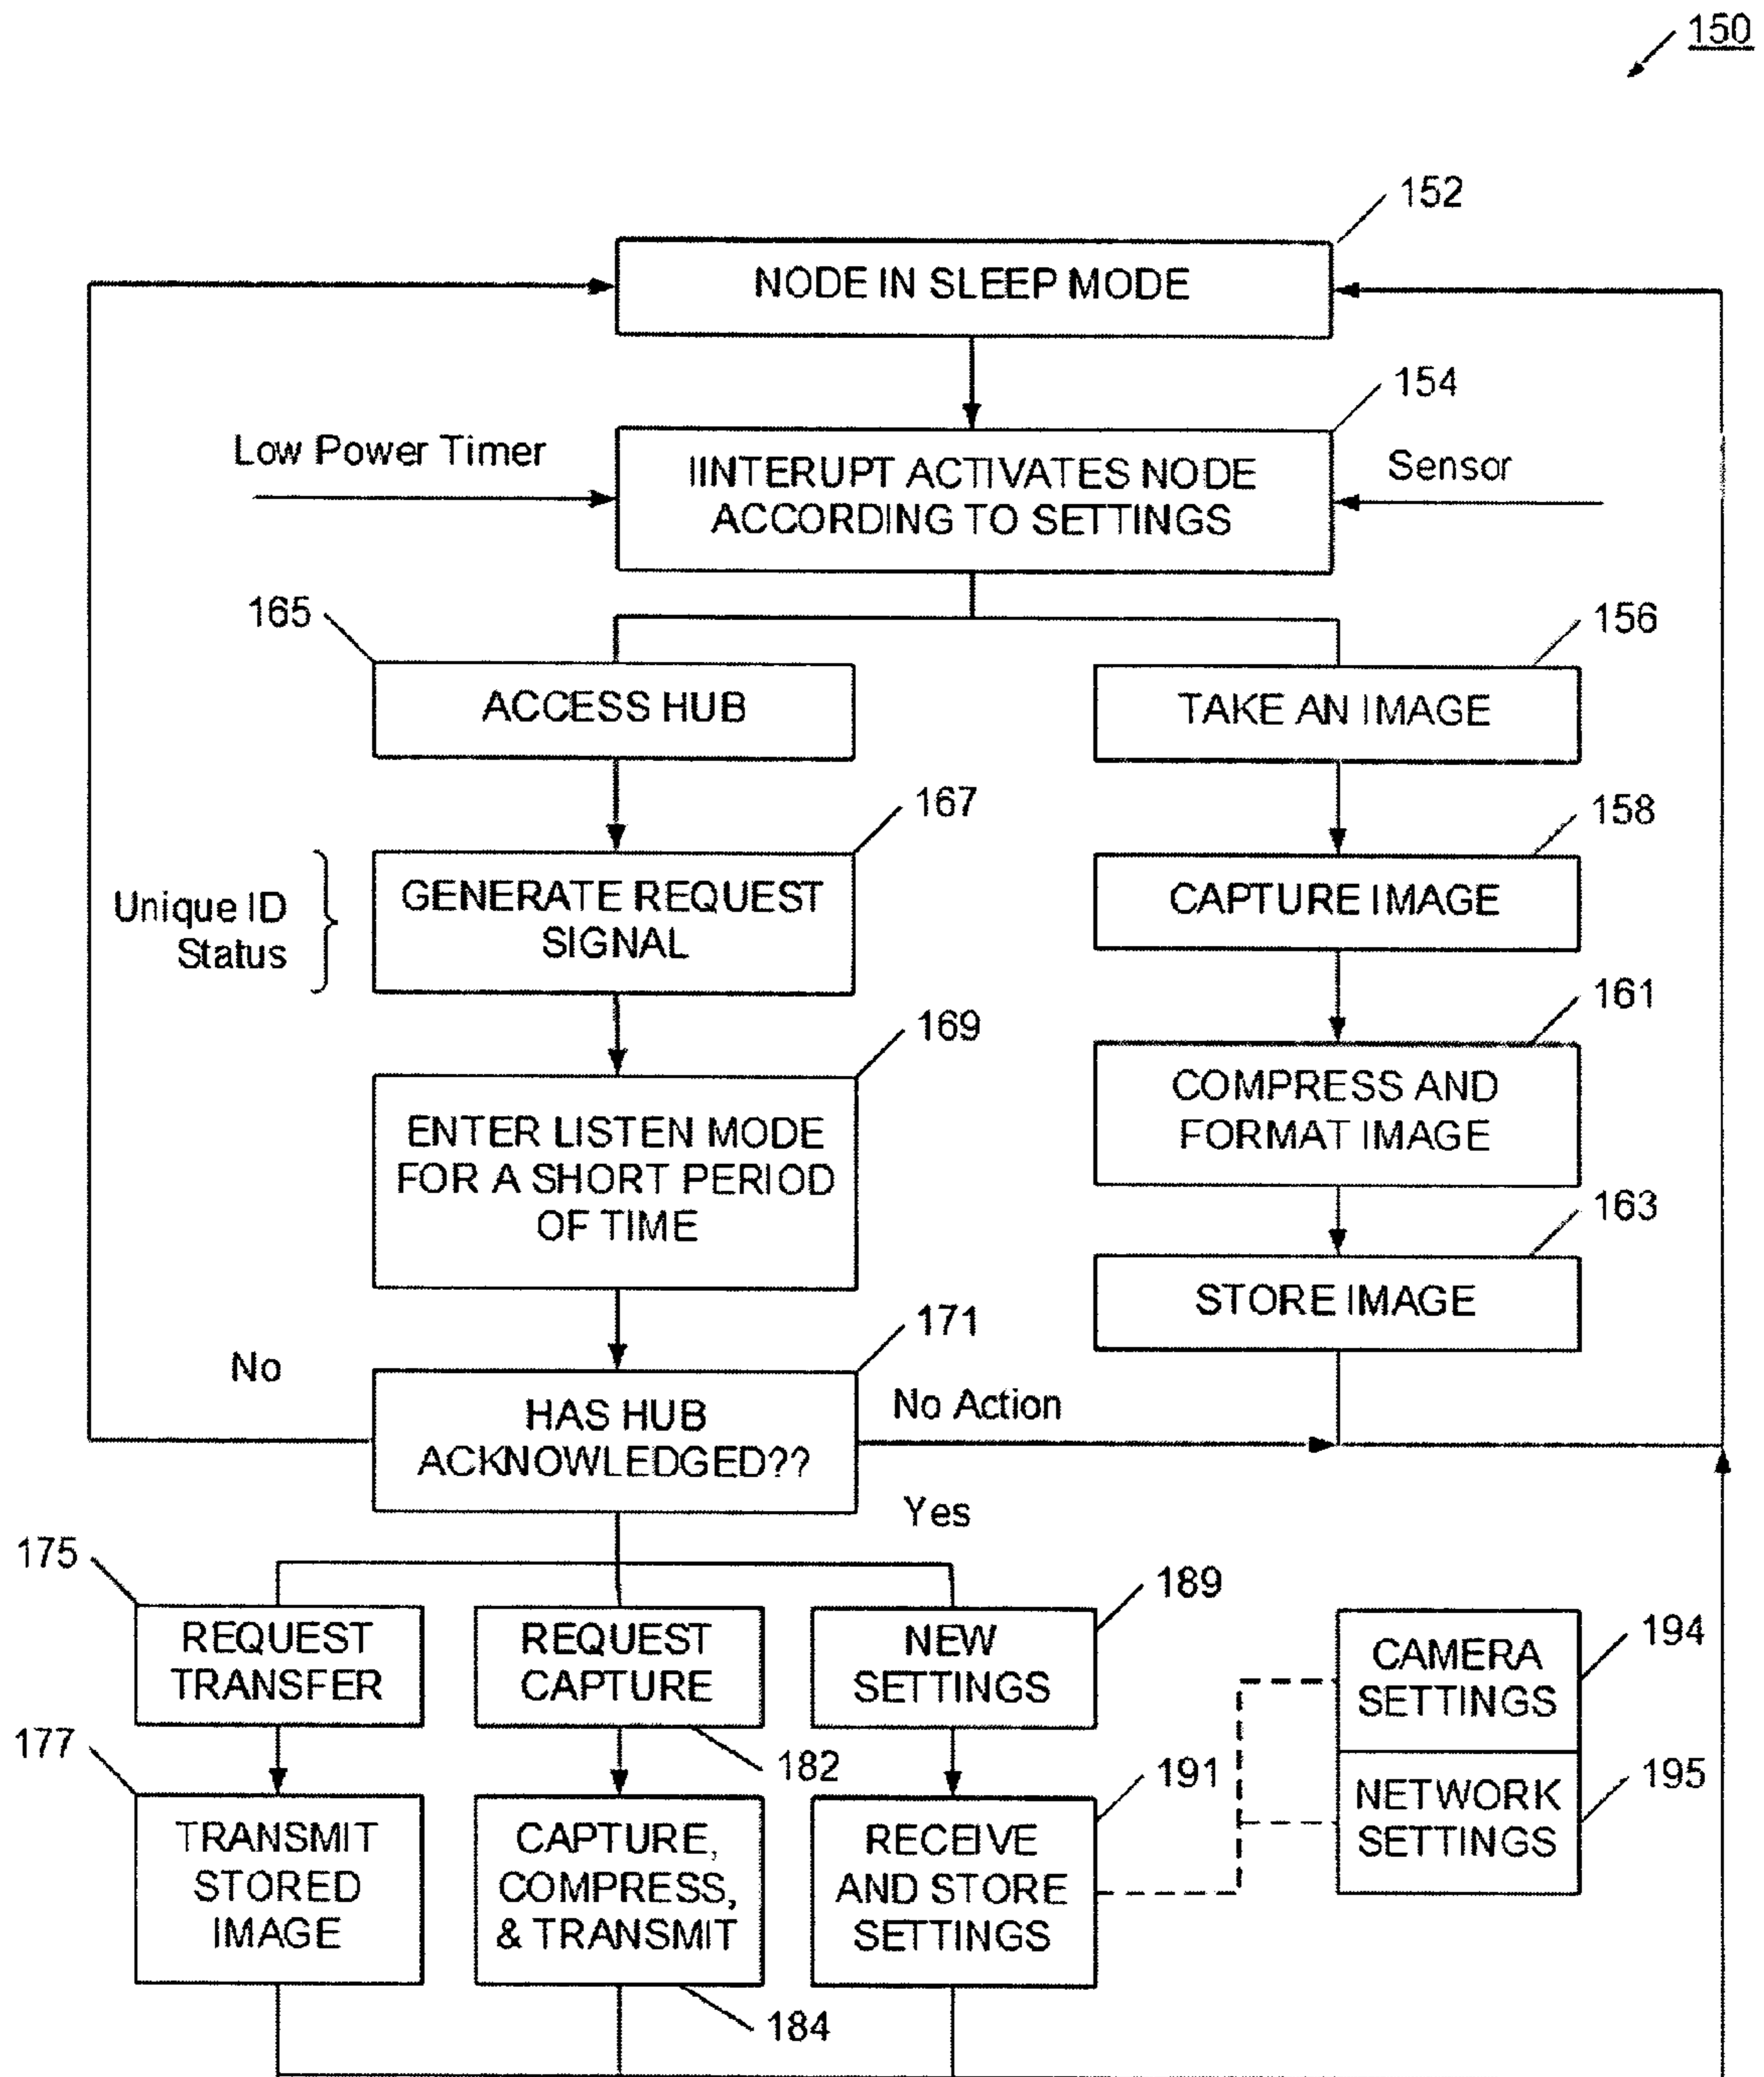 150
152
NODE IN SLEEP MODE
154
Low Power Timer
IINTERUPT ACTIVATES NODE
ACCORDING TO SETTINGS
Sensor
165
156
ACCESS HUB
TAKE AN IMAGE
167
158
Unique ID
Status
GENERATE REQUEST
SIGNAL
CAPTURE IMAGE
169
161
ENTER LISTEN MODE
FOR A SHORT PERIOD
OF TIME
COMPRESS AND
FORMAT IMAGE
163
STORE IMAGE
171
No
HAS HUB
ACKNOWLEDGED??
No Action
Yes
175
189
REQUEST
TRANSFER
REQUEST
CAPTURE
NEW
SETTINGS
CAMERA
SETTINGS
194
177
182
191
NETWORK
SETTINGS
195
TRANSMIT
STORED
IMAGE
CAPTURE,
COMPRESS,
& TRANSMIT
RECEIVE
AND STORE
SETTINGS
184